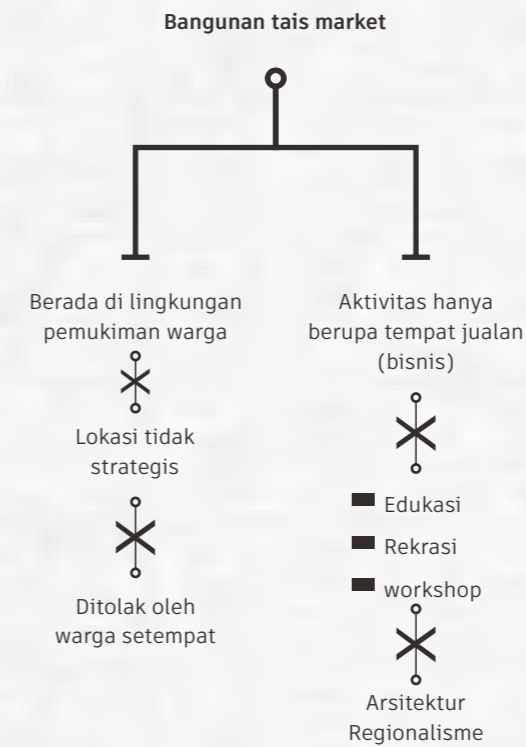 Bangunan tais market
Berada di lingkungan
pemukiman warga
Lokasi tidak
strategis
Ditolak oleh
warga setempat
Aktivitas hanya
berupa tempat jualan
(bisnis)
Edukasi
Rekrasi
workshop
Arsitektur
Regionalisme